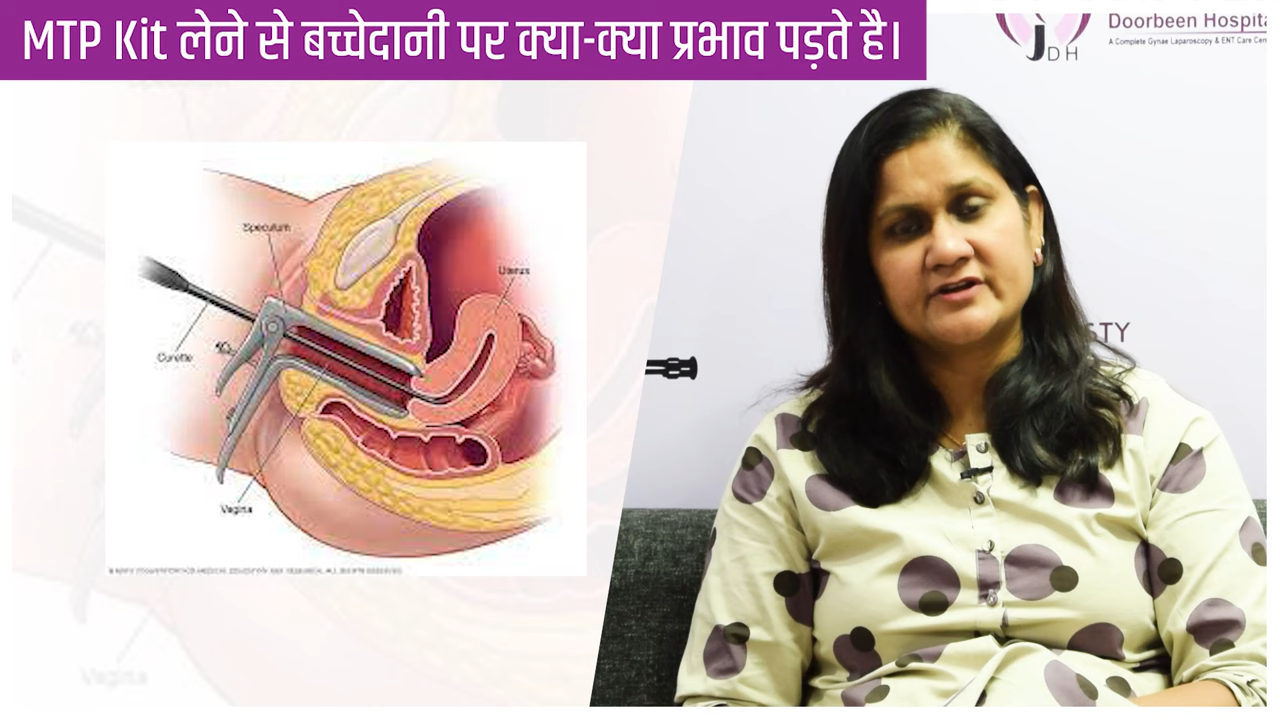 MTP Kit लेने से बच्चेदानी पर क्या-क्या प्रभाव पड़ते है।
Doorbeen Hospita
A Complete Gynae Laparoscopy & ENT Care Cen
JDH
Speculum
Uterus
Curette
Vagina
STY
Vagina